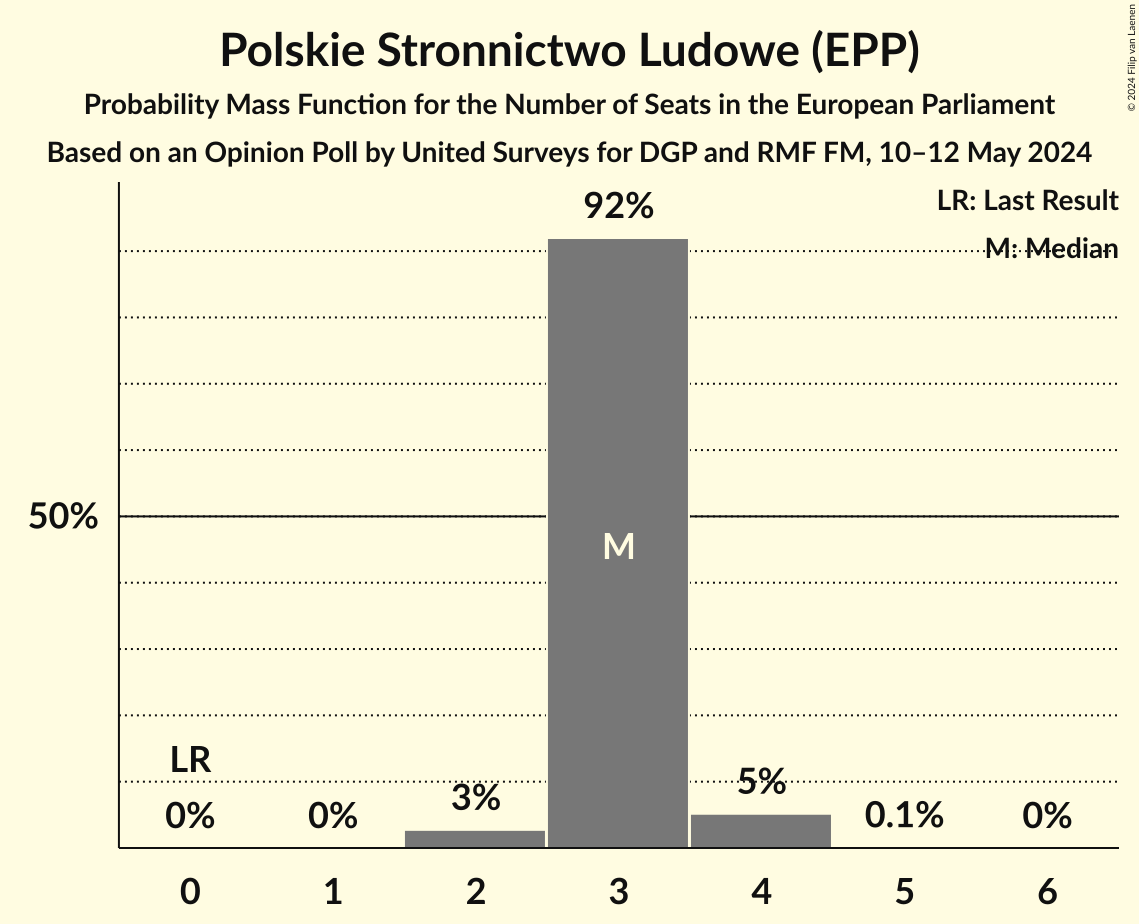 Polskie Stronnictwo Ludowe (EPP)
Probability Mass Function for the Number of Seats in the European Parliament
Based on an Opinion Poll by United Surveys for DGP and RMF FM, 10–12 May 2024
© 2024 Filip van Laenen
LR: Last Result
M: Median
92%
50%
M
LR
0%
0%
3%
5%
0.1%
0%
0 1 2 3 4 5 6